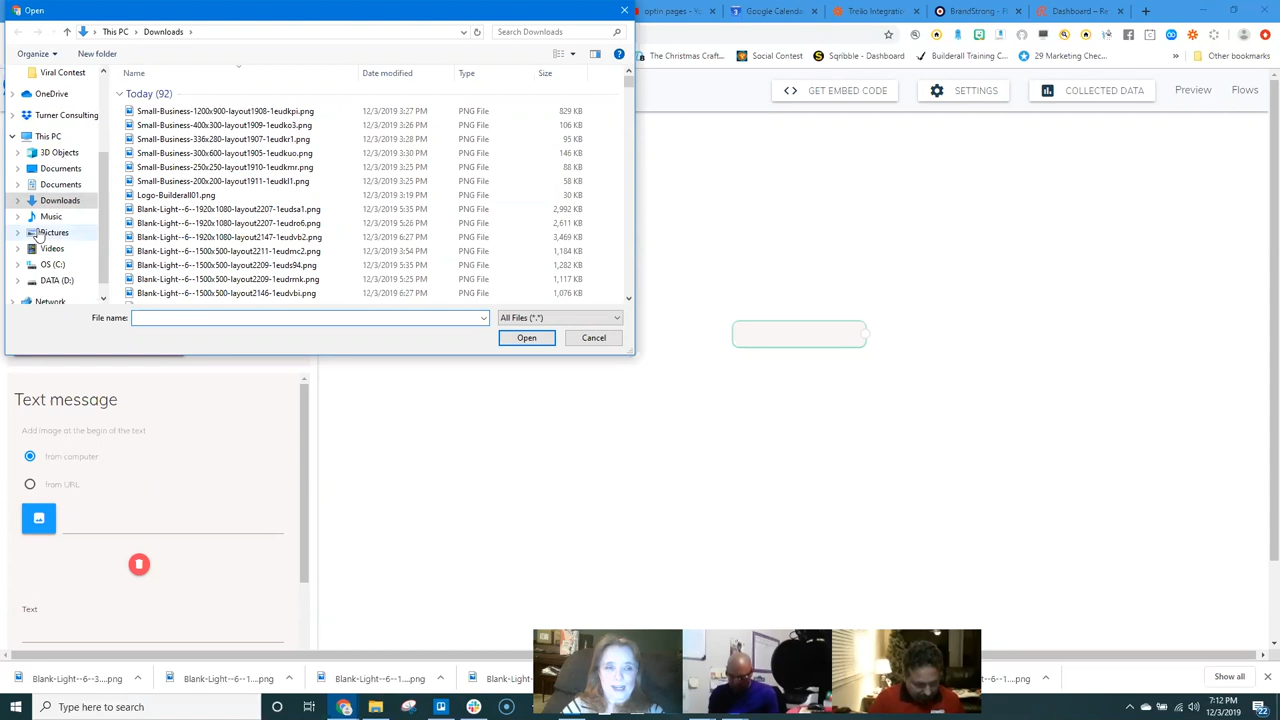 Open
optin pages - M
Google Calenda
Treiko Integratio
BrandStrong - F
Dashboard – Re
This PC
Downloads
Search Downloads
Organize
New folder
The Christmas Craft...
Social Contest
Sqribble - Dashboard
Builderall Training C...
29 Marketing Chec...
Other bookmarks
Viral Contest
OneDrive
Turner Consulting
This PC
3D Objects
Documents
Documents
Downloads
Music
Pictures
Videos
OS (C:)
DATA (D:)
Network
Name Date modified Type Size
Today (92)
Small-Business-1200x900-layout1908-1eudkpi.png 12/3/2019 3:27 PM PNG File 829 KB
Small-Business-400x300-layout1909-1eudko3.png 12/3/2019 3:26 PM PNG File 106 KB
Small-Business-336x280-layout1907-1eudkr1.png 12/3/2019 3:28 PM PNG File 95 KB
Small-Business-300x600-layout1905-1eudkuo.png 12/3/2019 3:30 PM PNG File 146 KB
Small-Business-250x250-layout1910-1eudkmr.png 12/3/2019 3:25 PM PNG File 88 KB
Small-Business-200x200-layout1911-1eudkl1.png 12/3/2019 3:25 PM PNG File 58 KB
Logo-Builderall01.png 12/3/2019 3:19 PM PNG File 30 KB
Blank-Light--6--1920x1080-layout2207-1eudsa1.png 12/3/2019 5:35 PM PNG File 2,992 KB
Blank-Light--6--1920x1080-layout2207-1eudro6.png 12/3/2019 5:23 PM PNG File 2,626 KB
Blank-Light--6--1920x1080-layout2147-1eudvb2.png 12/3/2019 6:27 PM PNG File 3,469 KB
Blank-Light--6--1500x500-layout2211-1eudmc2.png 12/3/2019 3:54 PM PNG File 1,184 KB
Blank-Light--6--1500x500-layout2209-1euds94.png 12/3/2019 5:35 PM PNG File 1,282 KB
Blank-Light--6--1500x500-layout2209-1eudrnk.png 12/3/2019 5:25 PM PNG File 1,117 KB
Blank-Light--6--1500x500-layout2146-1eudvbi.png 12/3/2019 6:27 PM PNG File 1,076 KB
File name:
All Files (*.*)
Open
Cancel
GET EMBED CODE
SETTINGS
COLLECTED DATA
Preview
Flows
Text message
Add image at the begin of the text
from computer
from URL
Text
Blank-Light--6--3....png
Blank-Light--6--1....png
Blank-Light--6--1....png
Blank-Light--6--
....png
Show all
Type here to search
7:12 PM
12/3/2019
22